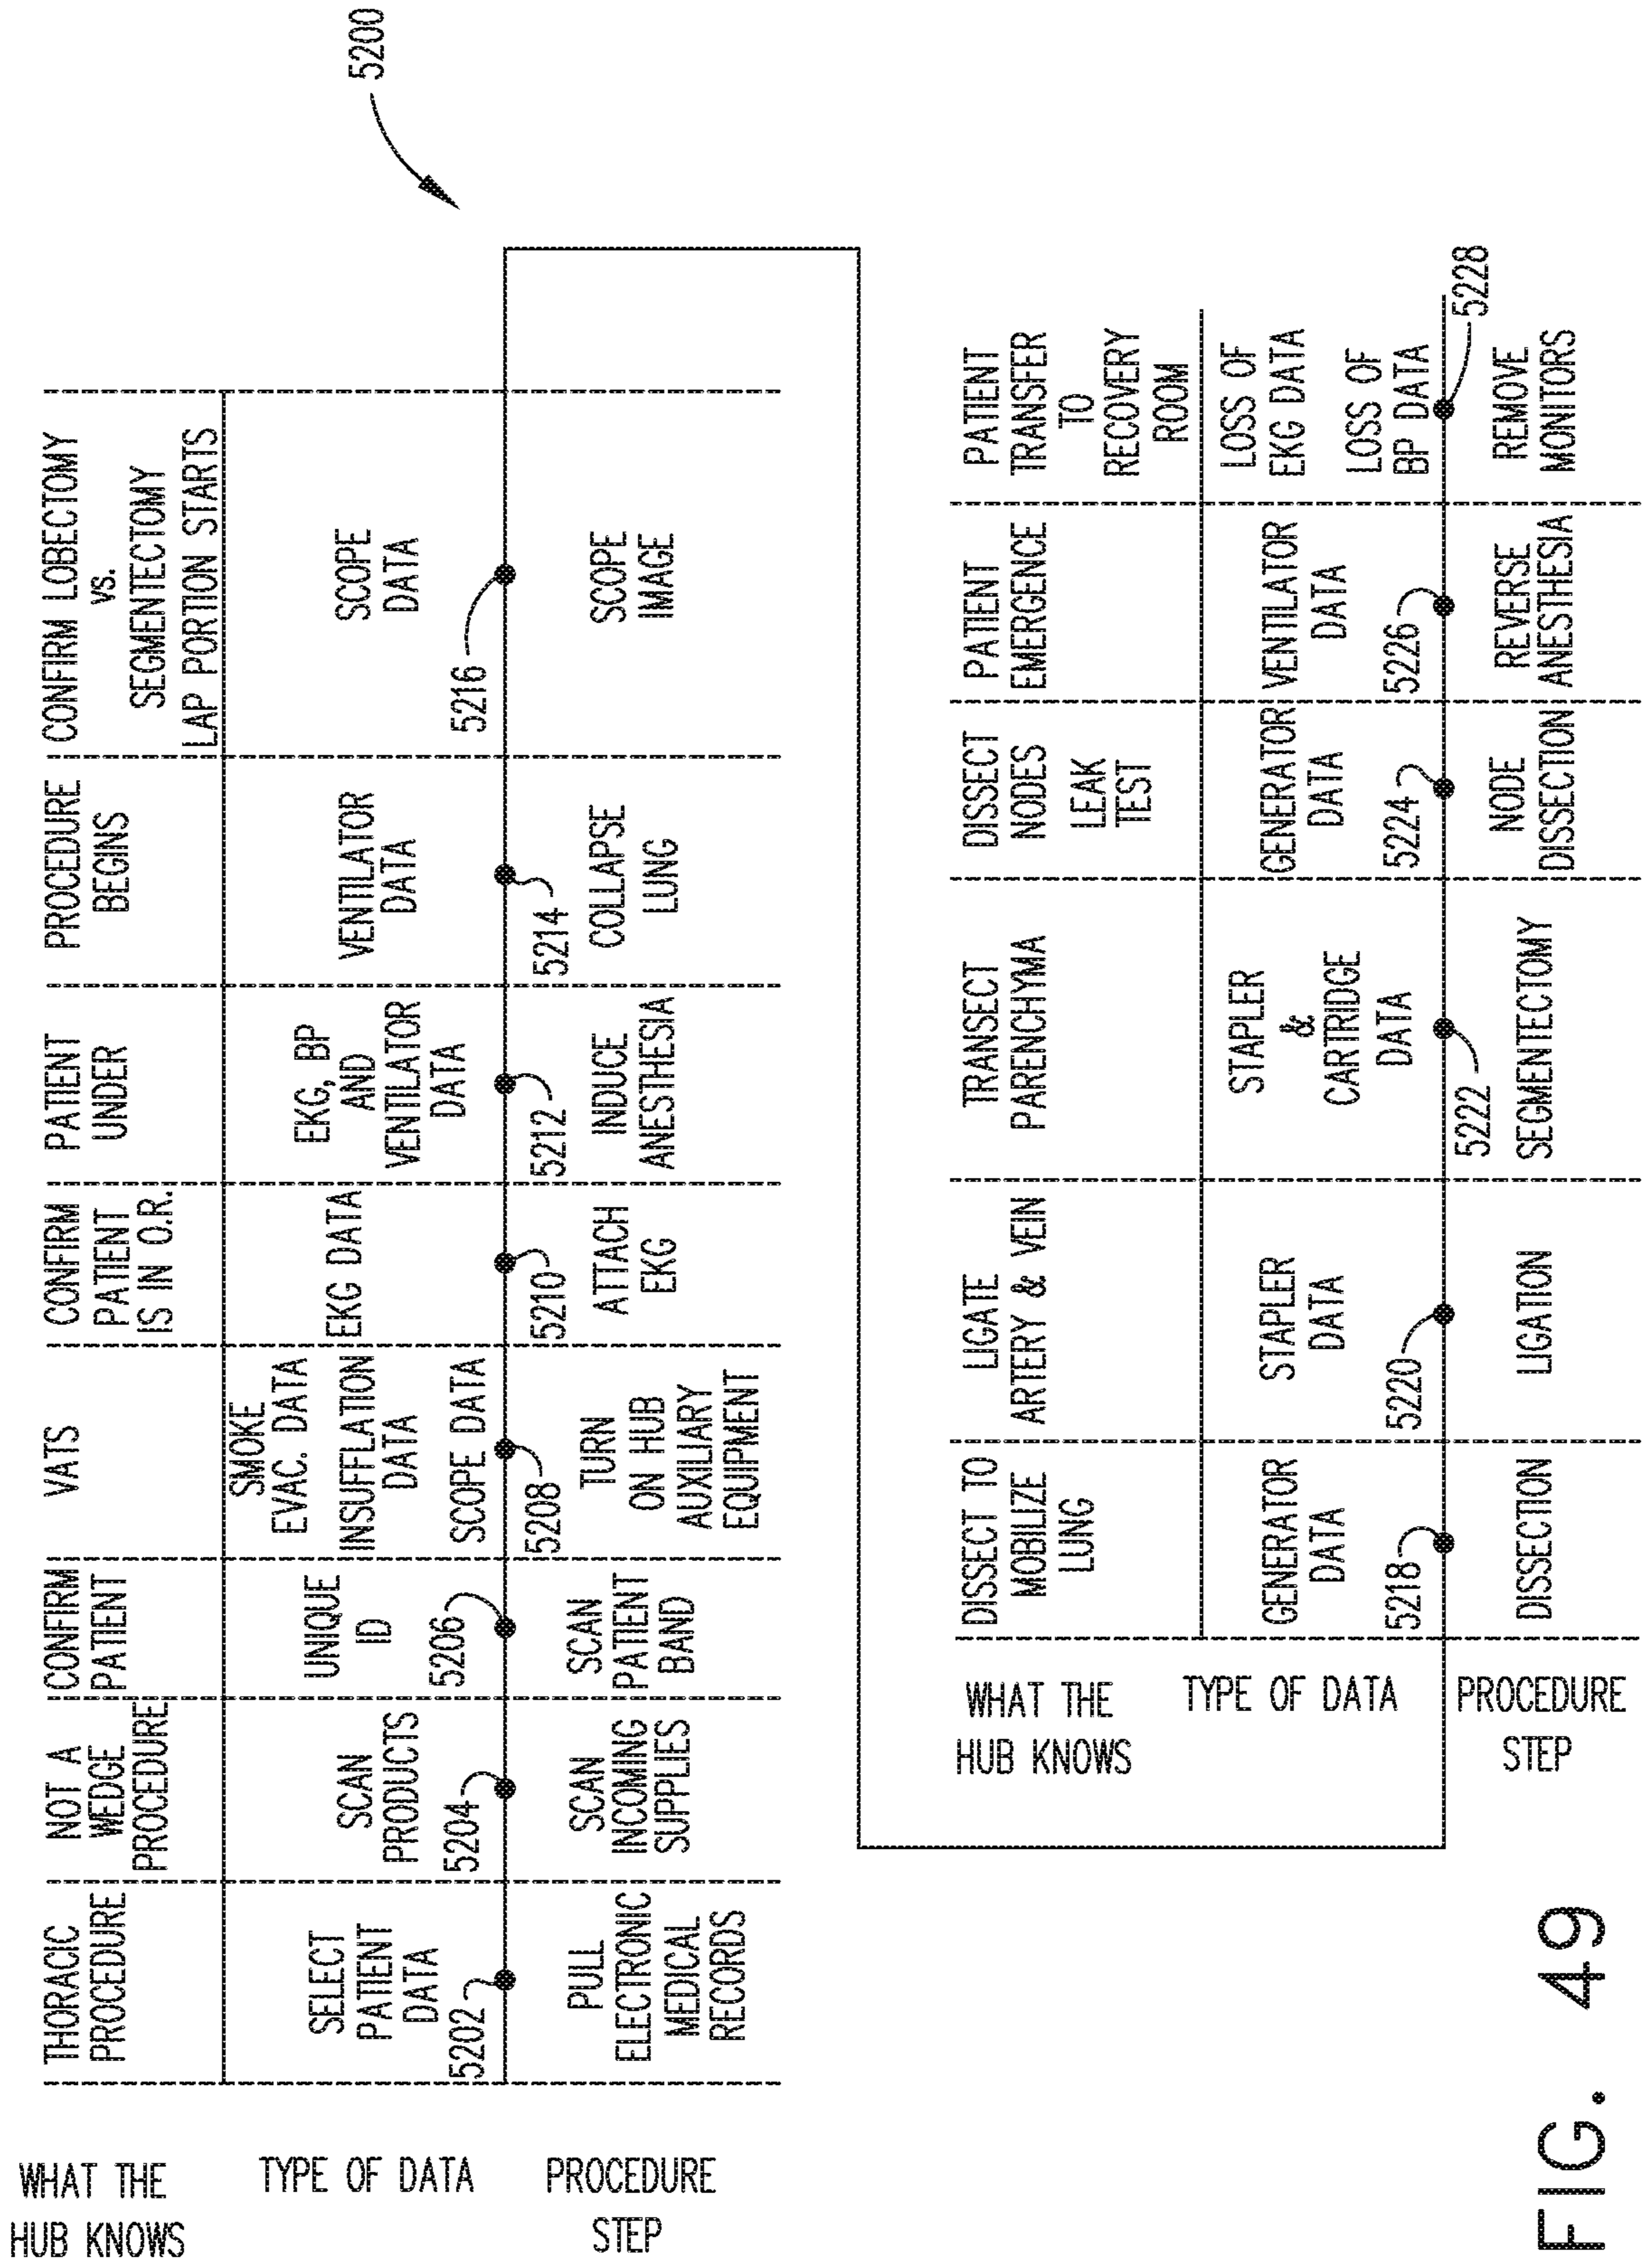 5200
WHAT THE
HUB KNOWS
THORACIC
PROCEDURE
NOT A
WEDGE
PROCEDURE
CONFIRM
PATIENT
VATS
CONFIRM
PATIENT
IS IN O.R.
PATIENT
UNDER
PROCEDURE
BEGINS
CONFIRM LOBECTOMY
vs.
SEGMENTECTOMY
LAP PORTION STARTS
TYPE OF DATA
SELECT
PATIENT
DATA
5202
SCAN
PRODUCTS
5204
UNIQUE
ID
5206
SMOKE
EVAC. DATA
INSUFFLATION
DATA
SCOPE DATA
5208
EKG DATA
5210
EKG, BP
AND
VENTILATOR
DATA
5212
VENTILATOR
DATA
5214
SCOPE
DATA
5216
PROCEDURE
STEP
PULL
ELECTRONIC
MEDICAL
RECORDS
SCAN
INCOMING
SUPPLIES
SCAN
PATIENT
BAND
TURN
ON HUB
AUXILIARY
EQUIPMENT
ATTACH
EKG
INDUCE
ANESTHESIA
COLLAPSE
LUNG
SCOPE
IMAGE
WHAT THE
HUB KNOWS
DISSECT TO
MOBILIZE
LUNG
LIGATE
ARTERY & VEIN
TRANSECT
PARENCHYMA
DISSECT
NODES
LEAK
TEST
PATIENT
EMERGENCE
PATIENT
TRANSFER
TO
RECOVERY
ROOM
TYPE OF DATA
GENERATOR
DATA
5218
STAPLER
DATA
5220
STAPLER
&
CARTRIDGE
DATA
5222
GENERATOR
DATA
5224
VENTILATOR
DATA
5226
LOSS OF
EKG DATA
LOSS OF
BP DATA
5228
PROCEDURE
STEP
DISSECTION
LIGATION
SEGMENTECTOMY
NODE
DISSECTION
REVERSE
ANESTHESIA
REMOVE
MONITORS
FIG. 49